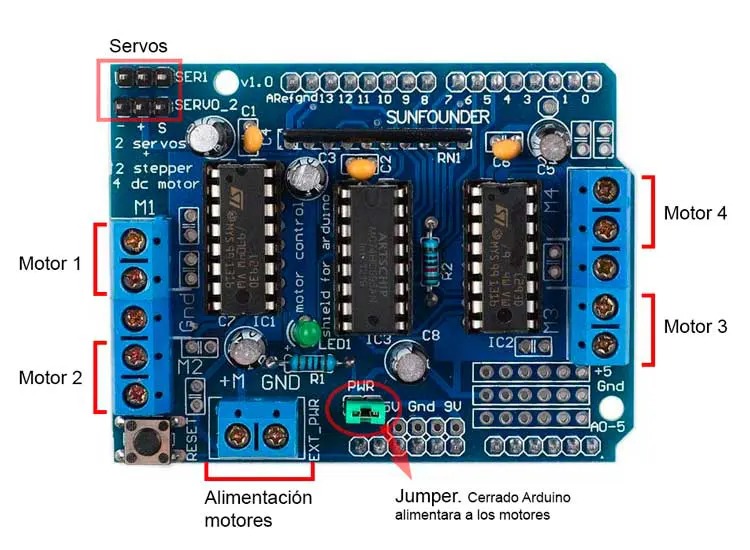 Servos
SER1
SERVO_2
- + S
2 servos
+
2 stepper
4 dc motor
v1.0
ARefgnd 13 12 11 10 9 8 7 6 5 4 3 2 1 0
SUNFOUNDER
C1
C4
C3
C2
RN1
C6
C5
M1
motor control
shield for arduino
R2
M4
Motor 4
Motor 1
Gnd
C7
IC1
LED1
IC3
C8
IC2
M3
Motor 3
Motor 2
M2
+M
GND
R1
PWR
5V Gnd 9V
+5
Gnd
A0-5
RESET
EXT_PWR
Alimentación
motores
Jumper. Cerrado Arduino
alimentara a los motores